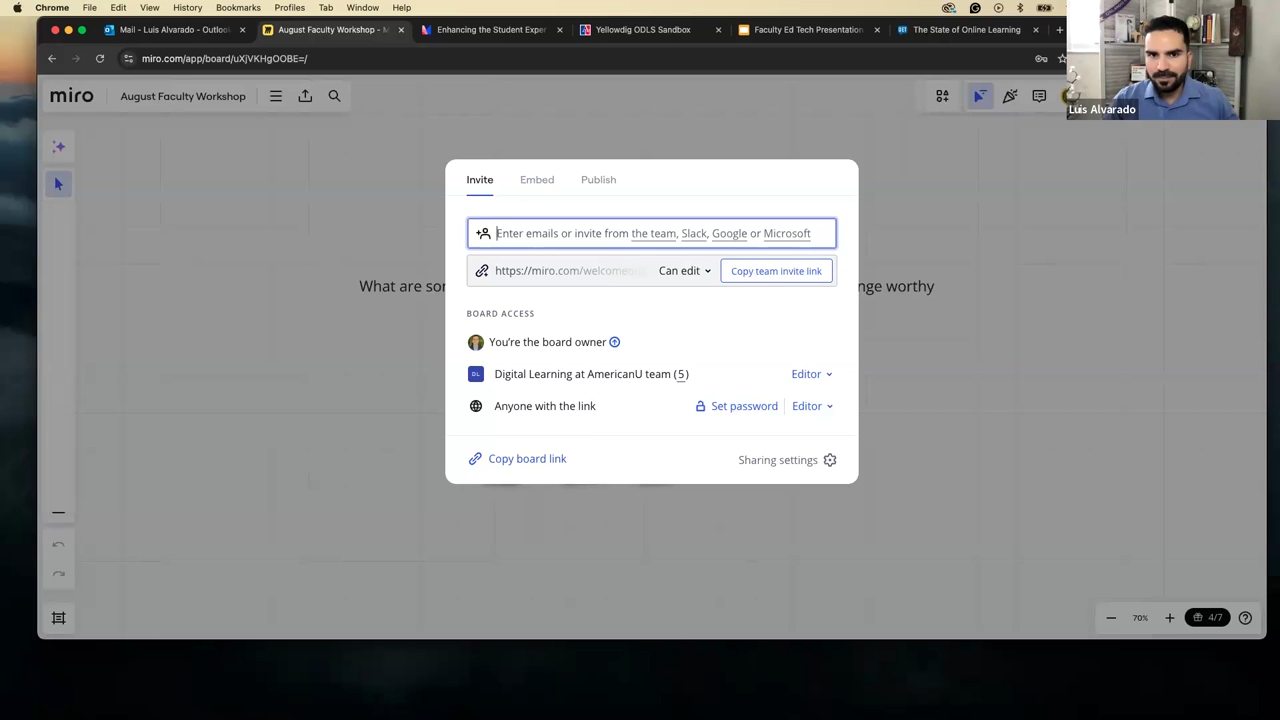 Chrome File Edit View History Bookmarks Profiles Tab Window Help
Mail - Luis Alvarado - Outlook
August Faculty Workshop - M
Enhancing the Student Exper
Yellowdig ODLS Sandbox
Faculty Ed Tech Presentation
The State of Online Learning
miro.com/app/board/uXjVKHgOOBE=/
Luis Alvarado
miro August Faculty Workshop
Invite Embed Publish
Enter emails or invite from the team, Slack, Google or Microsoft
https://miro.com/welcomeo Can edit Copy team invite link
What are so nge worthy
BOARD ACCESS
You're the board owner
DL Digital Learning at AmericanU team (5) Editor
Anyone with the link Set password Editor
Copy board link Sharing settings
70% 4/7